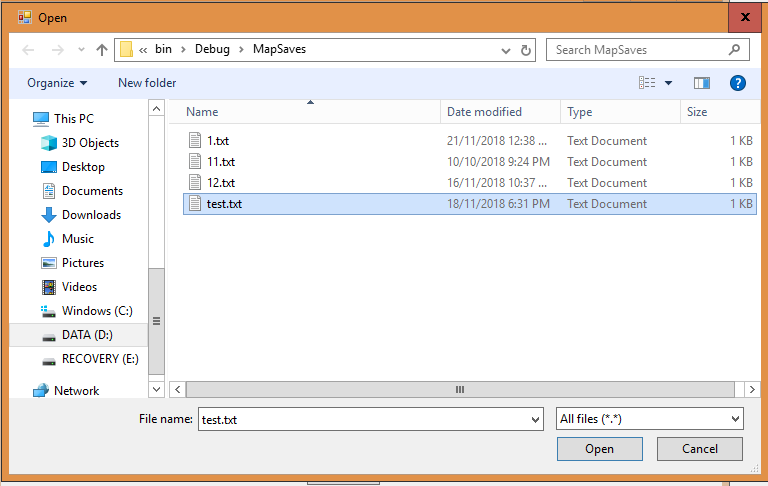 Open
« bin > Debug > MapSaves
Search MapSaves
Organize
New folder
Name
Date modified
Type
Size
This PC
3D Objects
Desktop
Documents
Downloads
Music
Pictures
Videos
Windows (C:)
DATA (D:)
RECOVERY (E:)
Network
1.txt 21/11/2018 12:38 ... Text Document 1 KB
11.txt 10/10/2018 9:24 PM Text Document 1 KB
12.txt 16/11/2018 10:37 ... Text Document 1 KB
test.txt 18/11/2018 6:31 PM Text Document 1 KB
File name: test.txt
All files (*.*)
Open
Cancel